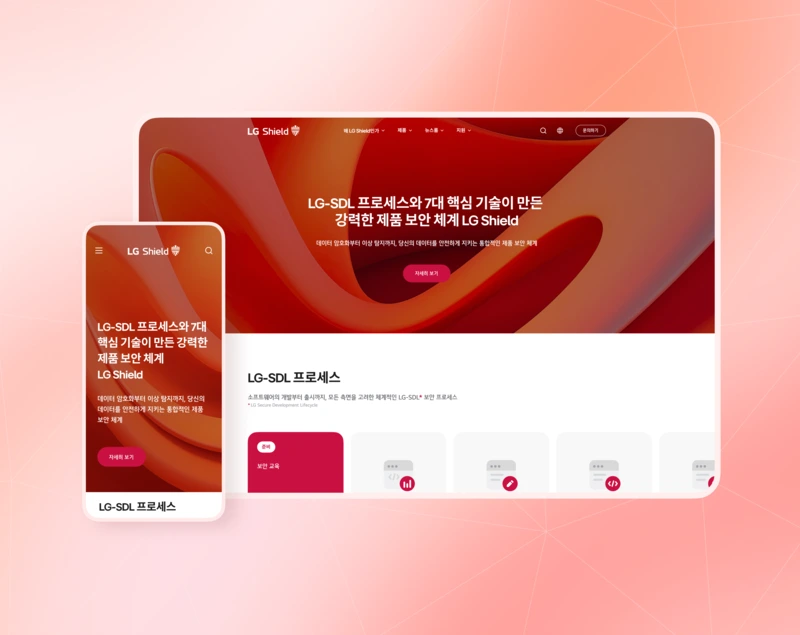 LG Shield
왜 LG Shield인가 제품 뉴스룸 지원 문의하기
LG-SDL 프로세스와 7대 핵심 기술이 만든
강력한 제품 보안 체계 LG Shield
데이터 암호화부터 이상 탐지까지, 당신의 데이터를 안전하게 지키는 통합적인 제품 보안 체계
자세히 보기
LG-SDL 프로세스
소프트웨어의 개발부터 출시까지, 모든 측면을 고려한 체계적인 LG-SDL* 보안 프로세스
* LG Secure Development Lifecycle
준비
보안 교육
LG Shield
LG-SDL 프로세스와 7대
핵심 기술이 만든 강력한
제품 보안 체계
LG Shield
데이터 암호화부터 이상 탐지까지, 당신의
데이터를 안전하게 지키는 통합적인 제품
보안 체계
자세히 보기
LG-SDL 프로세스